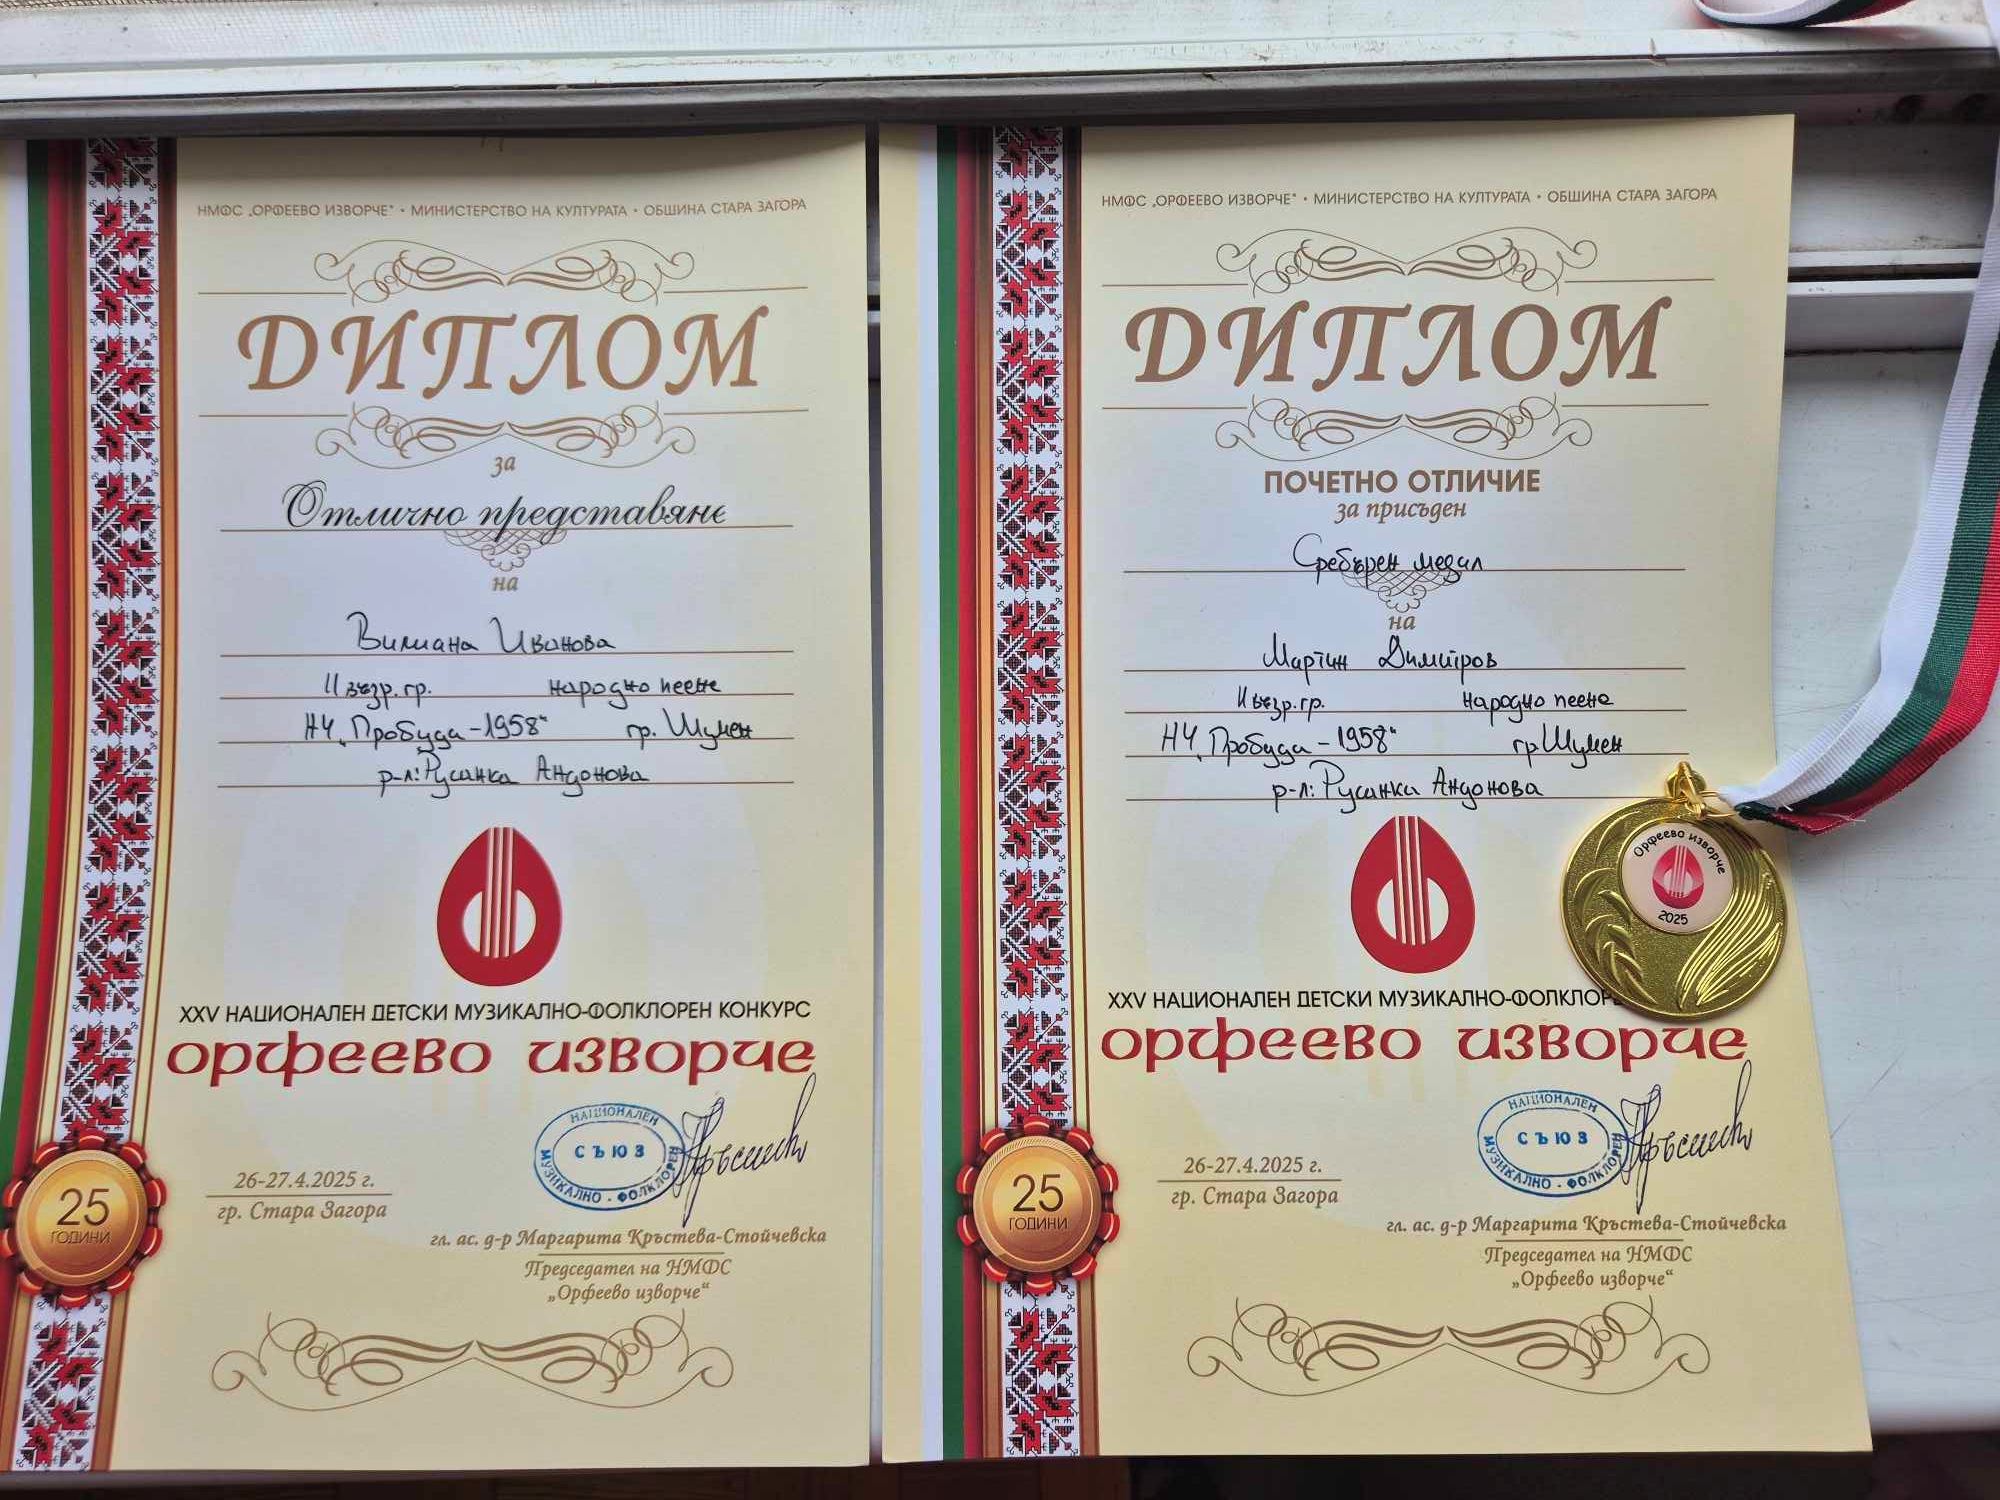 НМФС „ОРФЕЕВО ИЗВОРЧЕ“ • МИНИСТЕРСТВО НА КУЛТУРАТА • ОБЩИНА СТАРА ЗАГОРА
ДИПЛОМ
за
Отлично представяне
на
Вилиана Иванова
II възр. гр. народно пеене
НЧ „Пробуда - 1958“ гр. Шумен
р-л: Русанка Андонова
XXV НАЦИОНАЛЕН ДЕТСКИ МУЗИКАЛНО-ФОЛКЛОРЕН КОНКУРС
ОРФЕЕВО ИЗВОРЧЕ
НАЦИОНАЛЕН
СЪЮЗ
МУЗИКАЛНО - ФОЛКЛОРЕН
26-27.4.2025 г.
гр. Стара Загора
25
ГОДИНИ
гл. ас. д-р Маргарита Кръстева-Стойчевска
Председател на НМФС
„Орфеево изворче“
НМФС „ОРФЕЕВО ИЗВОРЧЕ“ • МИНИСТЕРСТВО НА КУЛТУРАТА • ОБЩИНА СТАРА ЗАГОРА
ДИПЛОМ
ПОЧЕТНО ОТЛИЧИЕ
за присъден
Сребърен медал
на
Мартин Димитров
II възр. гр. народно пеене
НЧ „Пробуда - 1958“ гр Шумен
р-л: Русанка Андонова
Орфеево изворче
2025
XXV НАЦИОНАЛЕН ДЕТСКИ МУЗИКАЛНО-ФОЛКЛОР
ОРФЕЕВО ИЗВОРЧЕ
НАЦИОНАЛЕН
СЪЮЗ
МУЗИКАЛНО - ФОЛКЛОРЕН
26-27.4.2025 г.
гр. Стара Загора
25
ГОДИНИ
гл. ас. д-р Маргарита Кръстева-Стойчевска
Председател на НМФС
„Орфеево изворче“